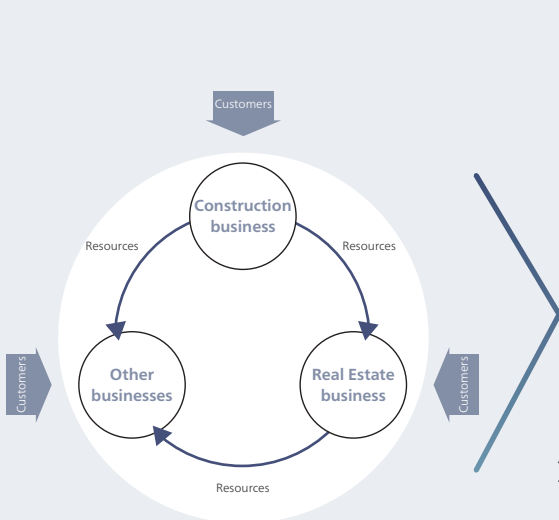 Customers
Construction
business
Resources
Resources
Customers
Other
businesses
Real Estate
business
Customers
Resources